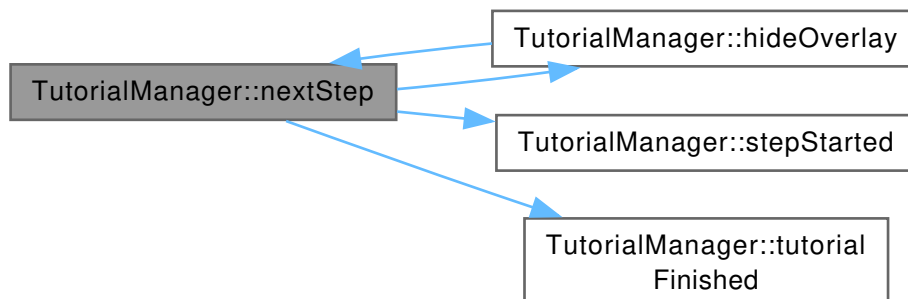 TutorialManager::hideOverlay
TutorialManager::nextStep
TutorialManager::stepStarted
TutorialManager::tutorial
Finished